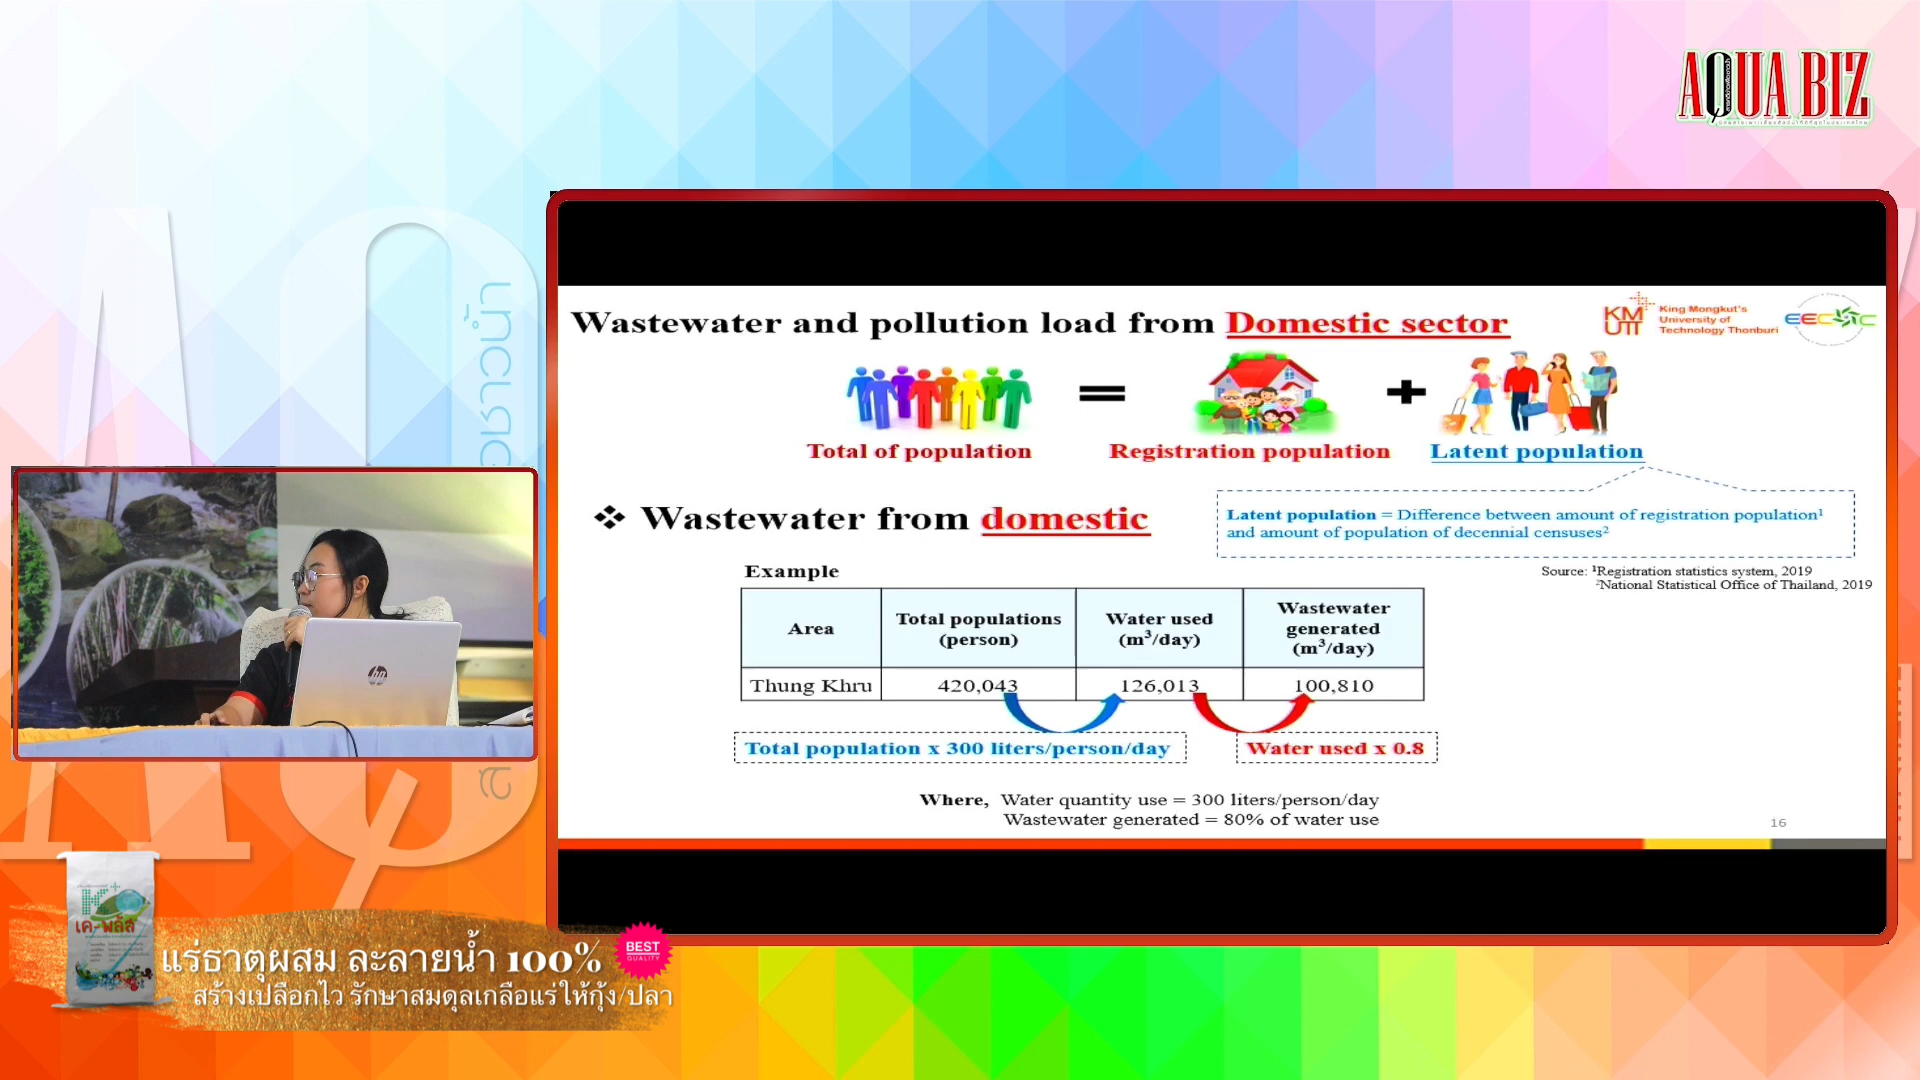 AQUA BIZ
Wastewater and pollution load from Domestic sector
KMUTT
King Mongkut's
University of
Technology Thonburi
EEC
Total of population
=
Registration population
+
Latent population
Latent population = Difference between amount of registration population¹
and amount of population of decennial censuses²
Source: ¹Registration statistics system, 2019
²National Statistical Office of Thailand, 2019
❖ Wastewater from domestic
Example
Area
Total populations
(person)
Water used
(m³/day)
Wastewater
generated
(m³/day)
Thung Khru
420,043
126,013
100,810
Total population x 300 liters/person/day
Water used x 0.8
Where, Water quantity use = 300 liters/person/day
Wastewater generated = 80% of water use
16
hp
เค-พลัส
แร่ธาตุผสม ละลายน้ำ 100%
BEST
QUALITY
สร้างเปลือกไว รักษาสมดุลเกลือแร่ ให้กุ้ง/ปลา